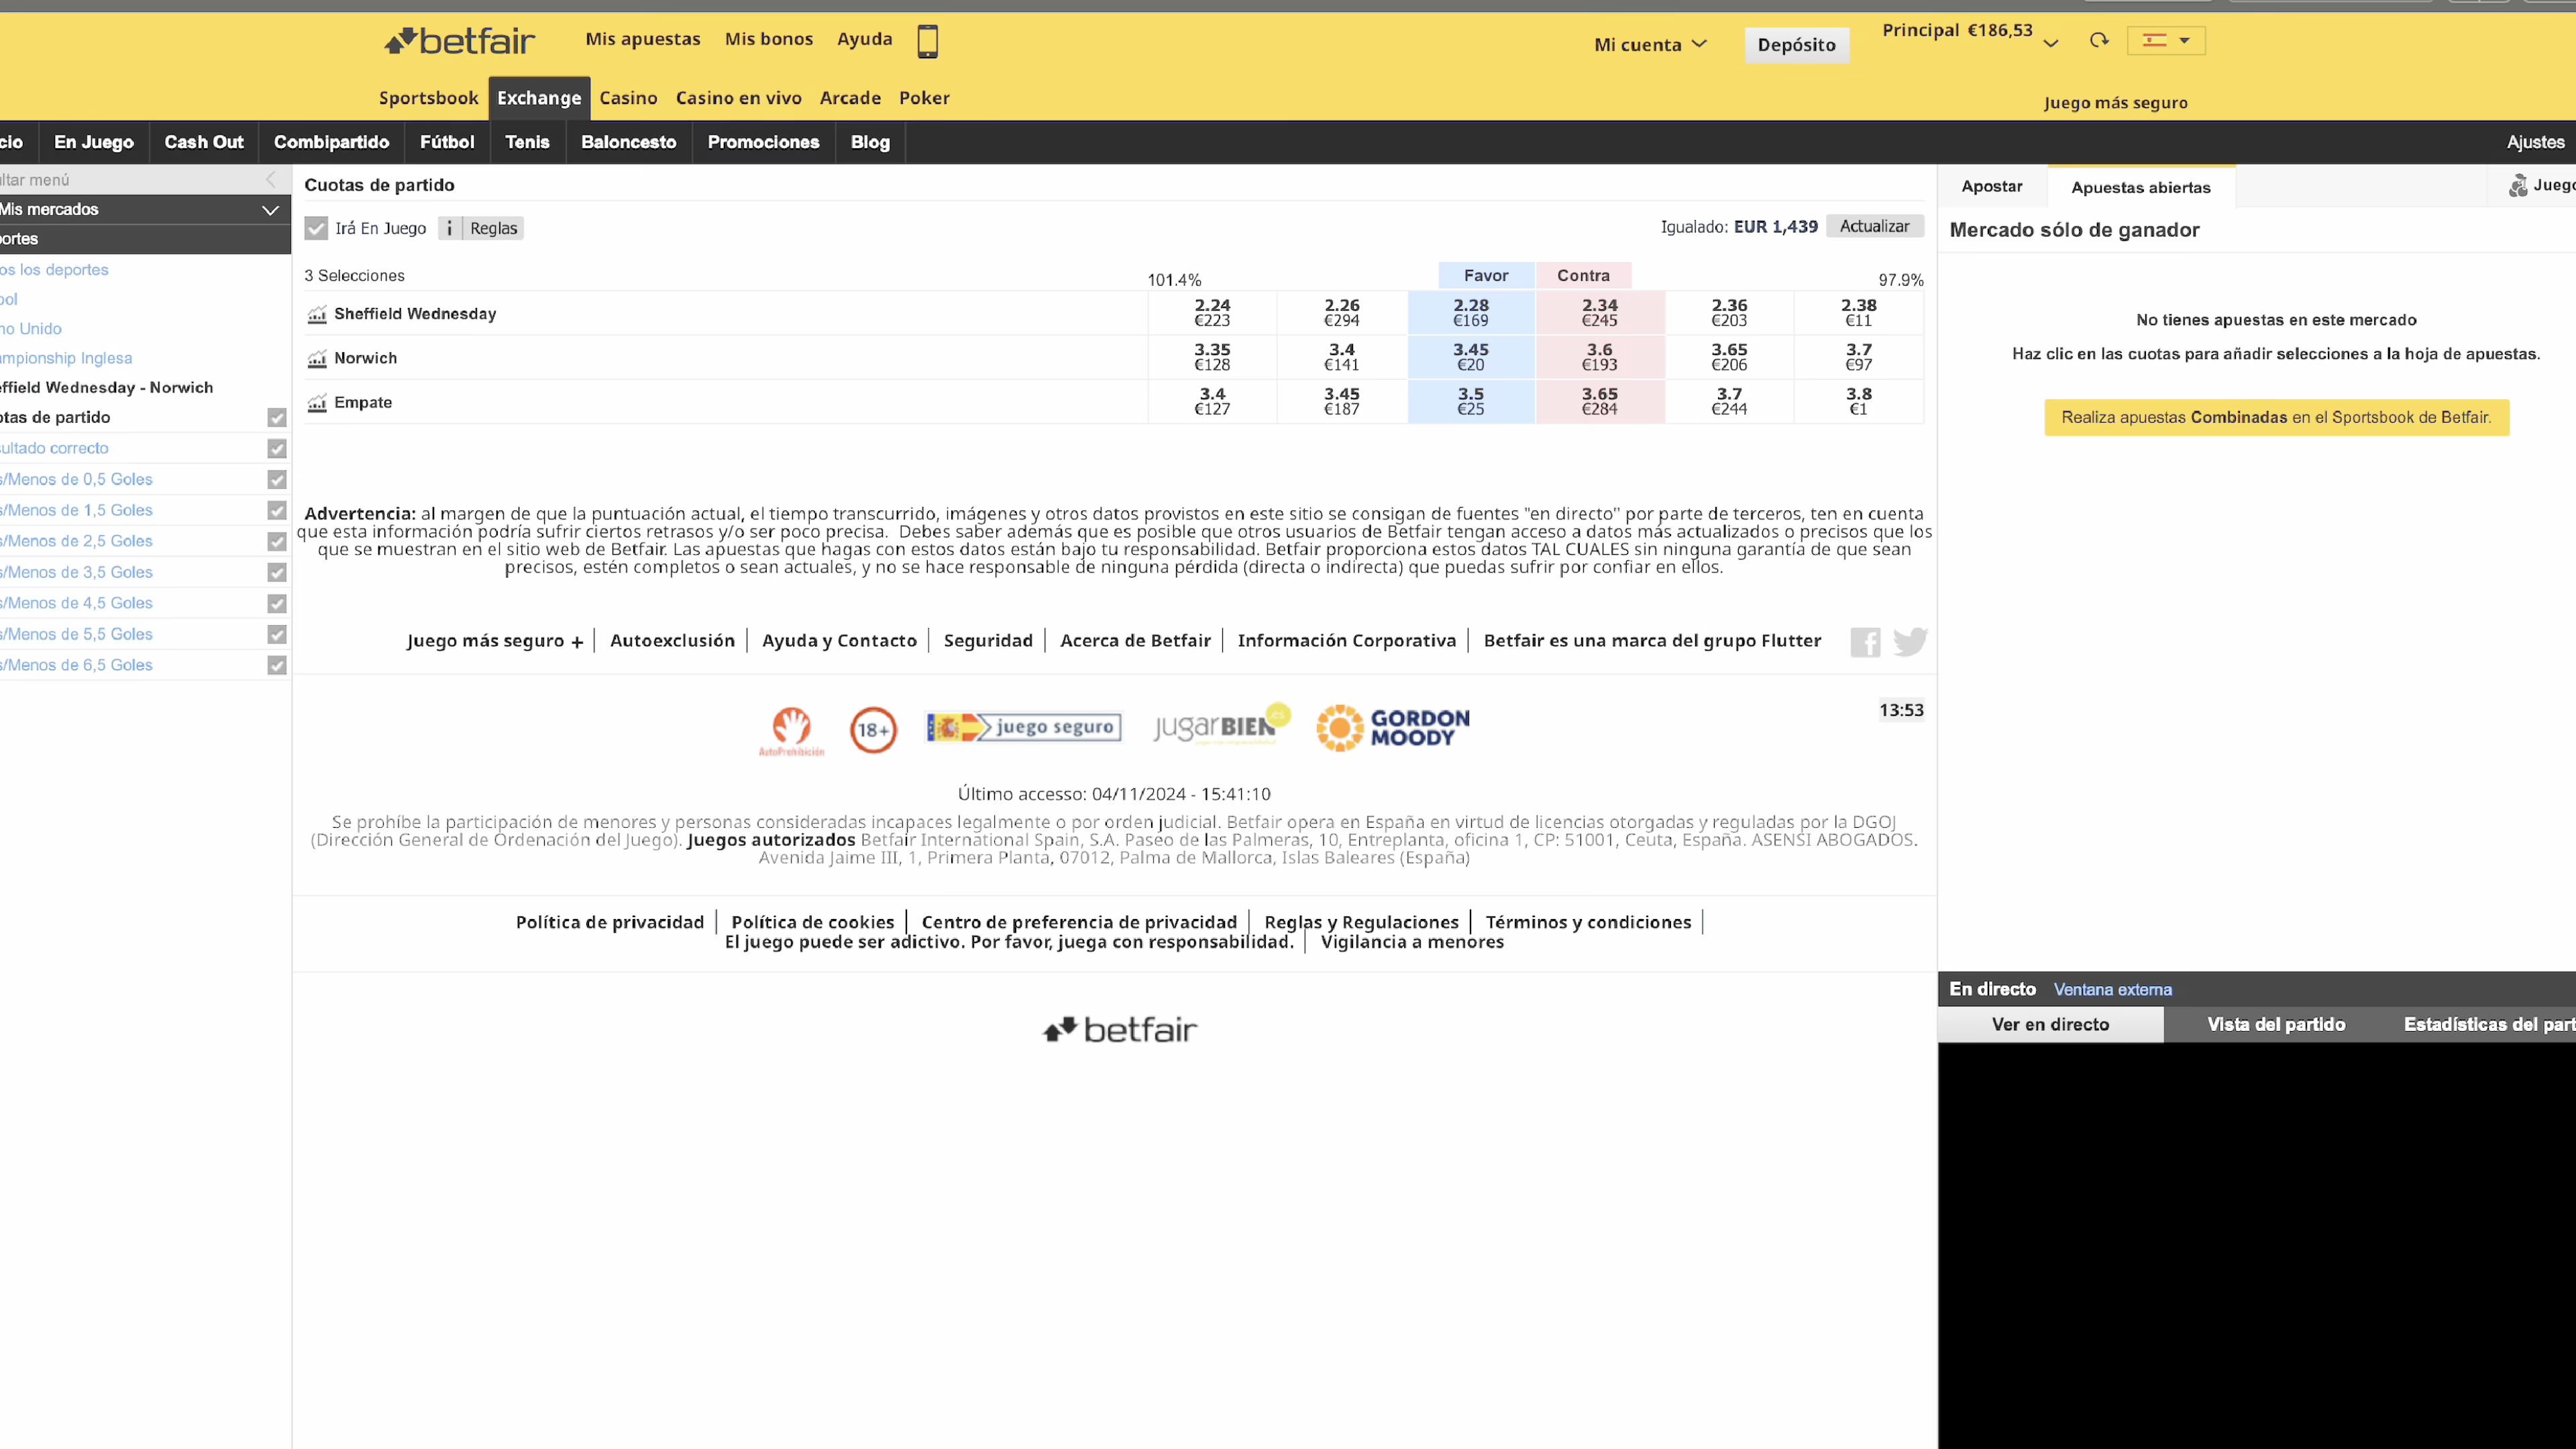 betfair
Mis apuestas Mis bonos Ayuda
Mi cuenta Depósito Principal €186,53
Sportsbook Exchange Casino Casino en vivo Arcade Poker
Juego más seguro
cio En Juego Cash Out Combipartido Fútbol Tenis Baloncesto Promociones Blog Ajustes
ltar menú
Mis mercados
ortes
os los deportes
bol
no Unido
mpionship Inglesa
effield Wednesday - Norwich
otas de partido
sultado correcto
s/Menos de 0,5 Goles
s/Menos de 1,5 Goles
s/Menos de 2,5 Goles
s/Menos de 3,5 Goles
s/Menos de 4,5 Goles
s/Menos de 5,5 Goles
s/Menos de 6,5 Goles
Cuotas de partido
Irá En Juego i Reglas
Igualado: EUR 1,439 Actualizar
3 Selecciones 101.4% Favor Contra 97.9%
Sheffield Wednesday 2.24 2.26 2.28 2.34 2.36 2.38
€223 €294 €169 €245 €203 €11
Norwich 3.35 3.4 3.45 3.6 3.65 3.7
€128 €141 €20 €193 €206 €97
Empate 3.4 3.45 3.5 3.65 3.7 3.8
€127 €187 €25 €284 €244 €1
Advertencia: al margen de que la puntuación actual, el tiempo transcurrido, imágenes y otros datos provistos en este sitio se consigan de fuentes "en directo" por parte de terceros, ten en cuenta
que esta información podría sufrir ciertos retrasos y/o ser poco precisa. Debes saber además que es posible que otros usuarios de Betfair tengan acceso a datos más actualizados o precisos que los
que se muestran en el sitio web de Betfair. Las apuestas que hagas con estos datos están bajo tu responsabilidad. Betfair proporciona estos datos TAL CUALES sin ninguna garantía de que sean
precisos, estén completos o sean actuales, y no se hace responsable de ninguna pérdida (directa o indirecta) que puedas sufrir por confiar en ellos.
Juego más seguro + Autoexclusión Ayuda y Contacto Seguridad Acerca de Betfair Información Corporativa Betfair es una marca del grupo Flutter
AutoProhibición
18+
juego seguro
jugarBIEN es
GORDON
MOODY
13:53
Último accesso: 04/11/2024 - 15:41:10
Se prohíbe la participación de menores y personas consideradas incapaces legalmente o por orden judicial. Betfair opera en España en virtud de licencias otorgadas y reguladas por la DGOJ
(Dirección General de Ordenación del Juego). Juegos autorizados Betfair International Spain, S.A. Paseo de las Palmeras, 10, Entreplanta, oficina 1, CP: 51001, Ceuta, España. ASENSI ABOGADOS.
Avenida Jaime III, 1, Primera Planta, 07012, Palma de Mallorca, Islas Baleares (España)
Política de privacidad Política de cookies Centro de preferencia de privacidad Reglas y Regulaciones Términos y condiciones
El juego puede ser adictivo. Por favor, juega con responsabilidad. Vigilancia a menores
betfair
Apostar Apuestas abiertas Juego
Mercado sólo de ganador
No tienes apuestas en este mercado
Haz clic en las cuotas para añadir selecciones a la hoja de apuestas.
Realiza apuestas Combinadas en el Sportsbook de Betfair.
En directo Ventana externa
Ver en directo Vista del partido Estadísticas del part